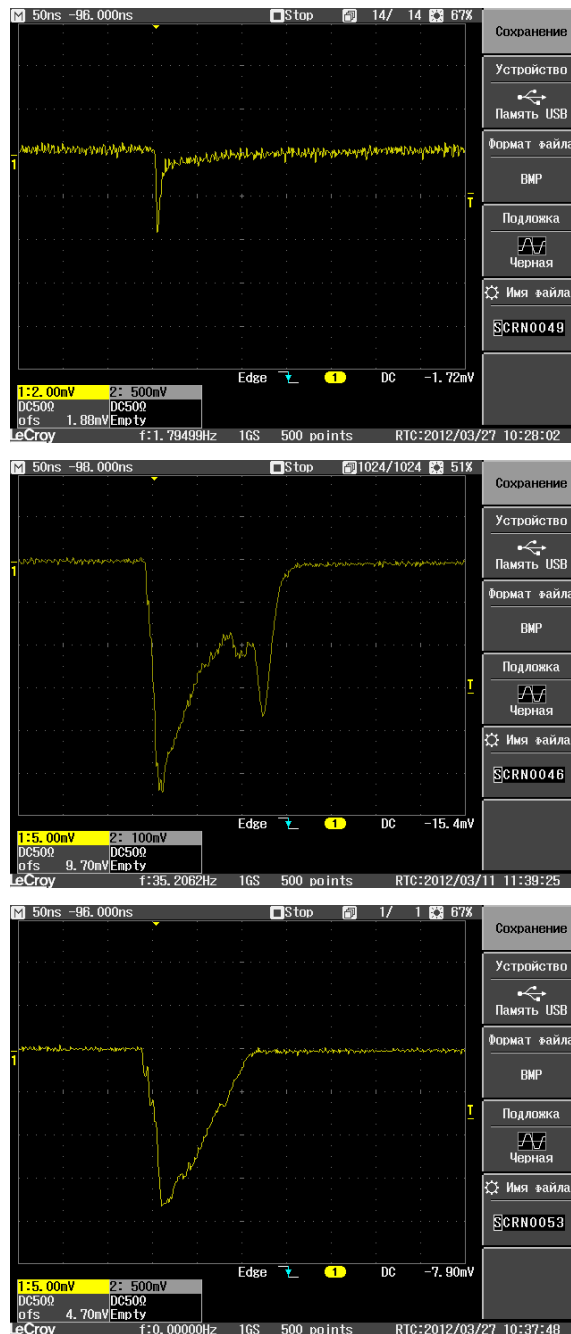 M 50ns -96.000ns Stop 14/ 14 67%
Сохранение
Устройство
Память USB
Формат файла
BMP
Подложка
Черная
Имя файла
SCRN0049
1
T
Edge 1 DC -1.72mV
1:2.00mV 2: 500mV
DC50Ω DC50Ω
ofs 1.88mV Empty
LeCroy f:1.79499Hz 1GS 500 points RTC:2012/03/27 10:28:02
M 50ns -98.000ns Stop 1024/1024 51%
Сохранение
Устройство
Память USB
Формат файла
BMP
Подложка
Черная
Имя файла
SCRN0046
1
T
Edge 1 DC -15.4mV
1:5.00mV 2: 100mV
DC50Ω DC50Ω
ofs 9.70mV Empty
LeCroy f:35.2062Hz 1GS 500 points RTC:2012/03/11 11:39:25
M 50ns -96.000ns Stop 1/ 1 67%
Сохранение
Устройство
Память USB
Формат файла
BMP
Подложка
Черная
Имя файла
SCRN0053
1
T
Edge 1 DC -7.90mV
1:5.00mV 2: 500mV
DC50Ω DC50Ω
ofs 4.70mV Empty
LeCroy f:0.00000Hz 1GS 500 points RTC:2012/03/27 10:37:48